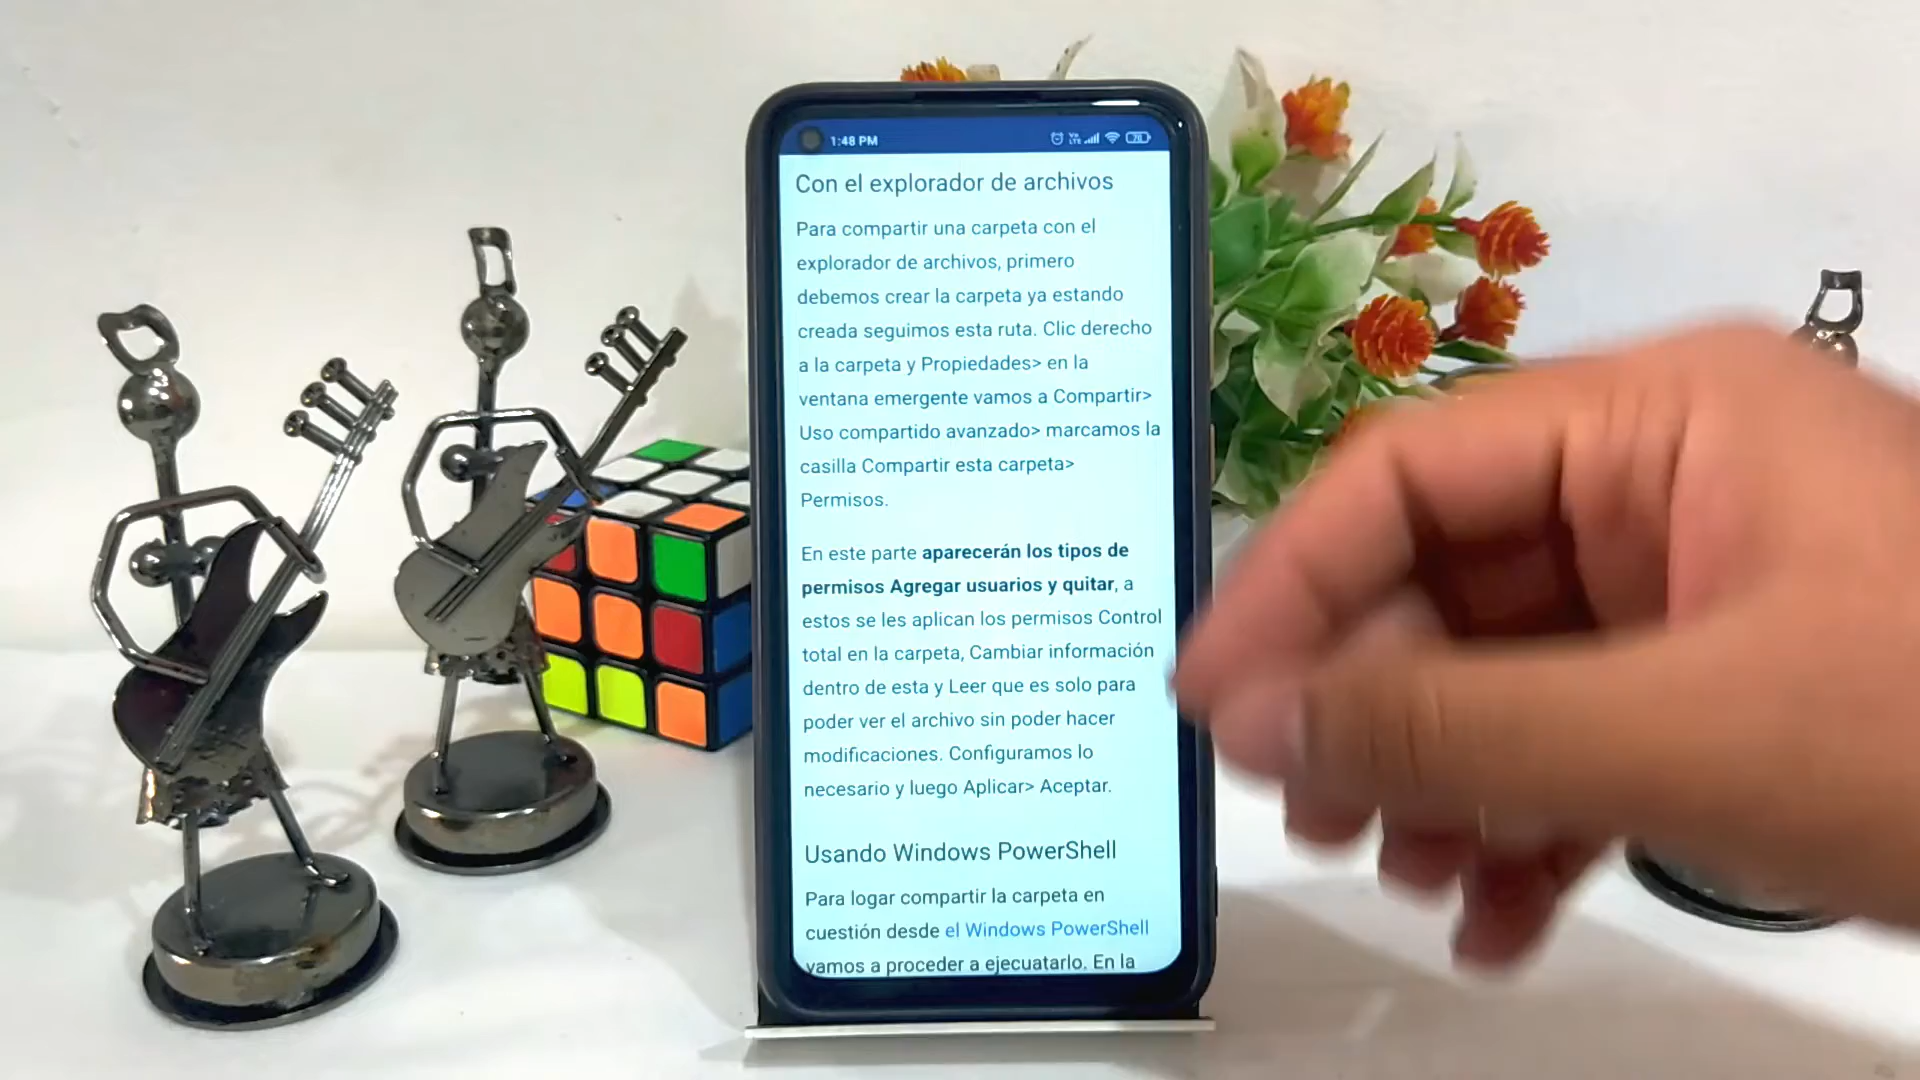 1:48 PM
Vo
LTE
78
Con el explorador de archivos
Para compartir una carpeta con el
explorador de archivos, primero
debemos crear la carpeta ya estando
creada seguimos esta ruta. Clic derecho
a la carpeta y Propiedades> en la
ventana emergente vamos a Compartir>
Uso compartido avanzado> marcamos la
casilla Compartir esta carpeta>
Permisos.
En este parte aparecerán los tipos de
permisos Agregar usuarios y quitar, a
estos se les aplican los permisos Control
total en la carpeta, Cambiar información
dentro de esta y Leer que es solo para
poder ver el archivo sin poder hacer
modificaciones. Configuramos lo
necesario y luego Aplicar> Aceptar.
Usando Windows PowerShell
Para logar compartir la carpeta en
cuestión desde el Windows PowerShell
vamos a proceder a ejecuatarlo. En la